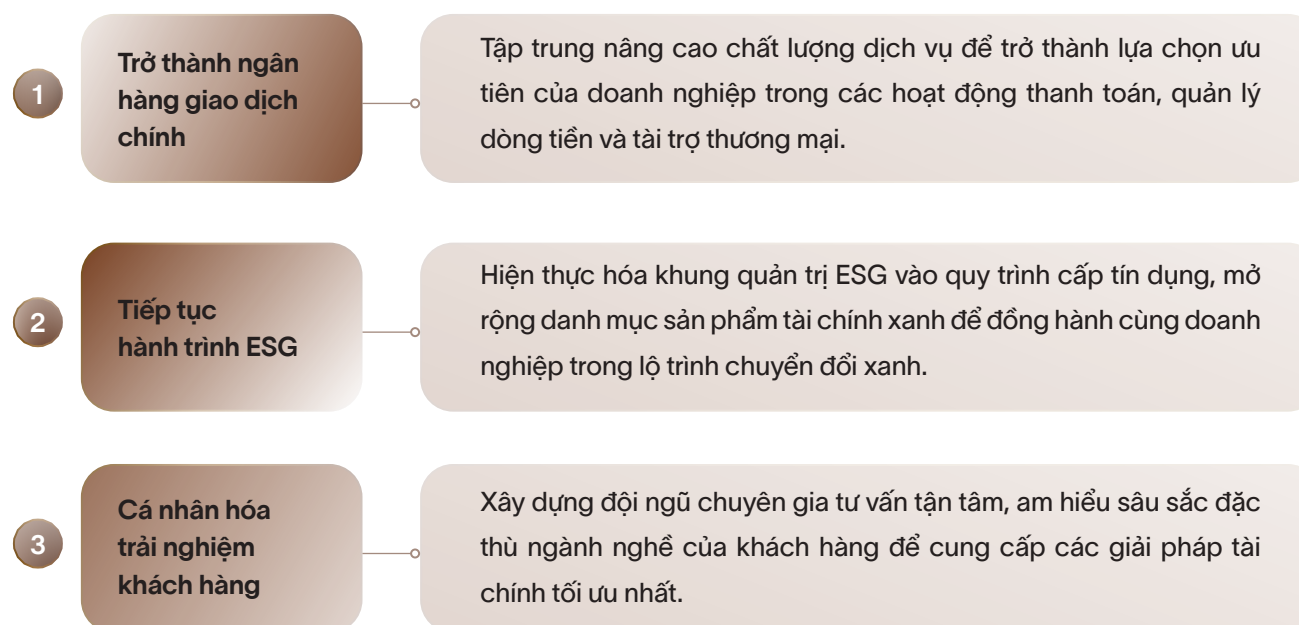 1
Trở thành ngân
hàng giao dịch
chính
Tập trung nâng cao chất lượng dịch vụ để trở thành lựa chọn ưu
tiên của doanh nghiệp trong các hoạt động thanh toán, quản lý
dòng tiền và tài trợ thương mại.
2
Tiếp tục
hành trình ESG
Hiện thực hóa khung quản trị ESG vào quy trình cấp tín dụng, mở
rộng danh mục sản phẩm tài chính xanh để đồng hành cùng doanh
nghiệp trong lộ trình chuyển đổi xanh.
3
Cá nhân hóa
trải nghiệm
khách hàng
Xây dựng đội ngũ chuyên gia tư vấn tận tâm, am hiểu sâu sắc đặc
thù ngành nghề của khách hàng để cung cấp các giải pháp tài
chính tối ưu nhất.